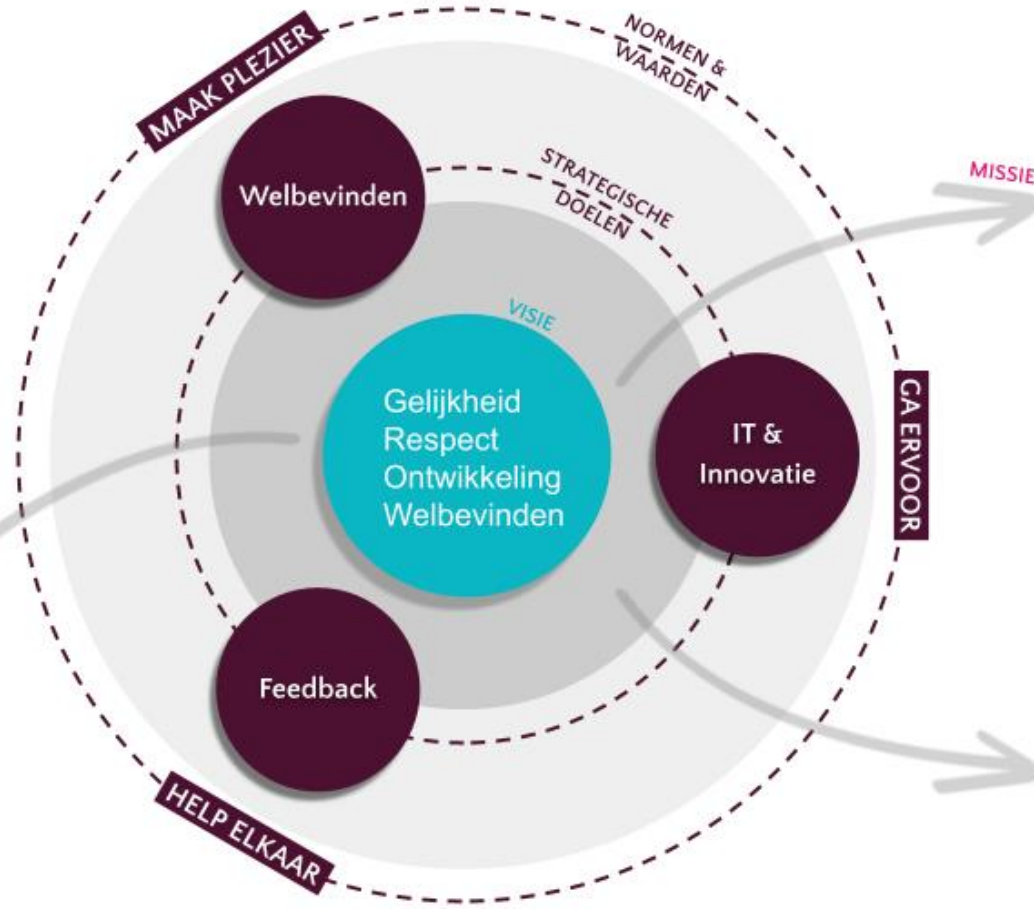 MAAK PLEZIER
NORMEN &
WAARDEN
Welbevinden
STRATEGISCHE
DOELEN
MISSIE
VISIE
Gelijkheid
Respect
Ontwikkeling
Welbevinden
IT &
Innovatie
GA ERVOOR
Feedback
HELP ELKAAR